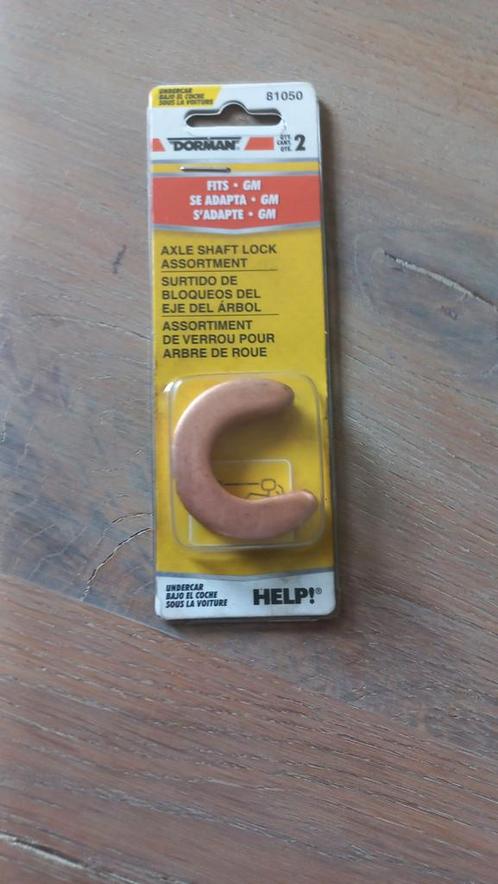 UNDERCAR
BAJO EL COCHE
SOUS LA VOITURE
81050
DORMAN®
QTY.
CANT.
QTÉ.
2
FITS • GM
SE ADAPTA • GM
S'ADAPTE • GM
AXLE SHAFT LOCK
ASSORTMENT
SURTIDO DE
BLOQUEOS DEL
EJE DEL ÁRBOL
ASSORTIMENT
DE VERROU POUR
ARBRE DE ROUE
UNDERCAR
BAJO EL COCHE
SOUS LA VOITURE
HELP!®